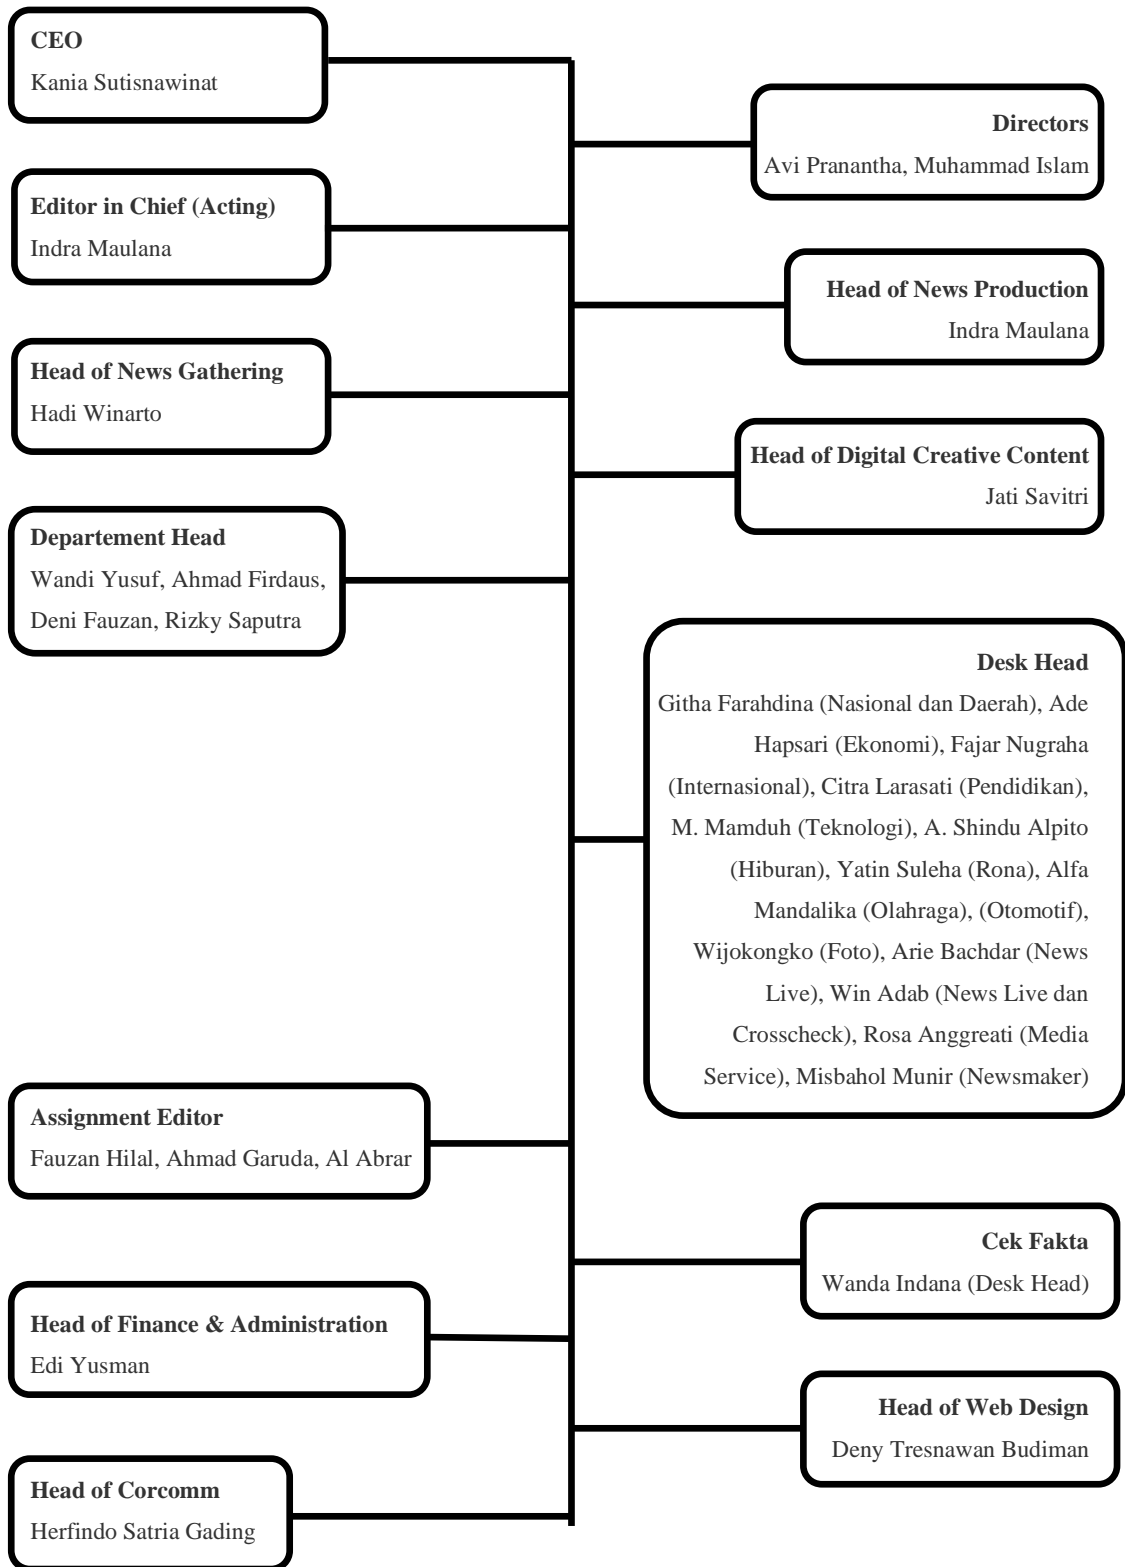 CEO
Kania Sutisnawinat
Directors
Avi Pranantha, Muhammad Islam
Editor in Chief (Acting)
Indra Maulana
Head of News Production
Indra Maulana
Head of News Gathering
Hadi Winarto
Head of Digital Creative Content
Jati Savitri
Departement Head
Wandi Yusuf, Ahmad Firdaus,
Deni Fauzan, Rizky Saputra
Desk Head
Githa Farahdina (Nasional dan Daerah), Ade
Hapsari (Ekonomi), Fajar Nugraha
(Internasional), Citra Larasati (Pendidikan),
M. Mamduh (Teknologi), A. Shindu Alpito
(Hiburan), Yatin Suleha (Rona), Alfa
Mandalika (Olahraga), (Otomotif),
Wijokongko (Foto), Arie Bachdar (News
Live), Win Adab (News Live dan
Crosscheck), Rosa Anggreati (Media
Service), Misbahol Munir (Newsmaker)
Assignment Editor
Fauzan Hilal, Ahmad Garuda, Al Abrar
Cek Fakta
Wanda Indana (Desk Head)
Head of Finance & Administration
Edi Yusman
Head of Web Design
Deny Tresnawan Budiman
Head of Corcomm
Herfindo Satria Gading